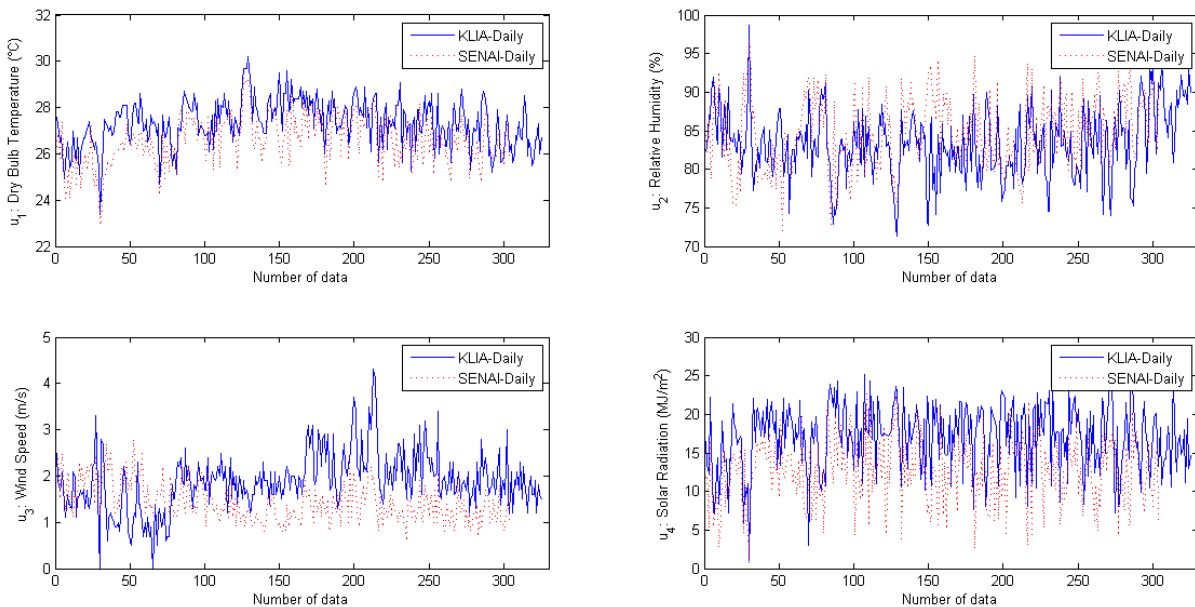 32
30
28
26
24
22
u1: Dry Bulb Temperature (°C)
KLIA-Daily
SENAI-Daily
0 50 100 150 200 250 300
Number of data
100
95
90
85
80
75
70
u2: Relative Humidity (%)
KLIA-Daily
SENAI-Daily
0 50 100 150 200 250 300
Number of data
5
4
3
2
1
0
u3: Wind Speed (m/s)
KLIA-Daily
SENAI-Daily
0 50 100 150 200 250 300
Number of data
30
25
20
15
10
5
0
u4: Solar Radiation (MJ/m²)
KLIA-Daily
SENAI-Daily
0 50 100 150 200 250 300
Number of data